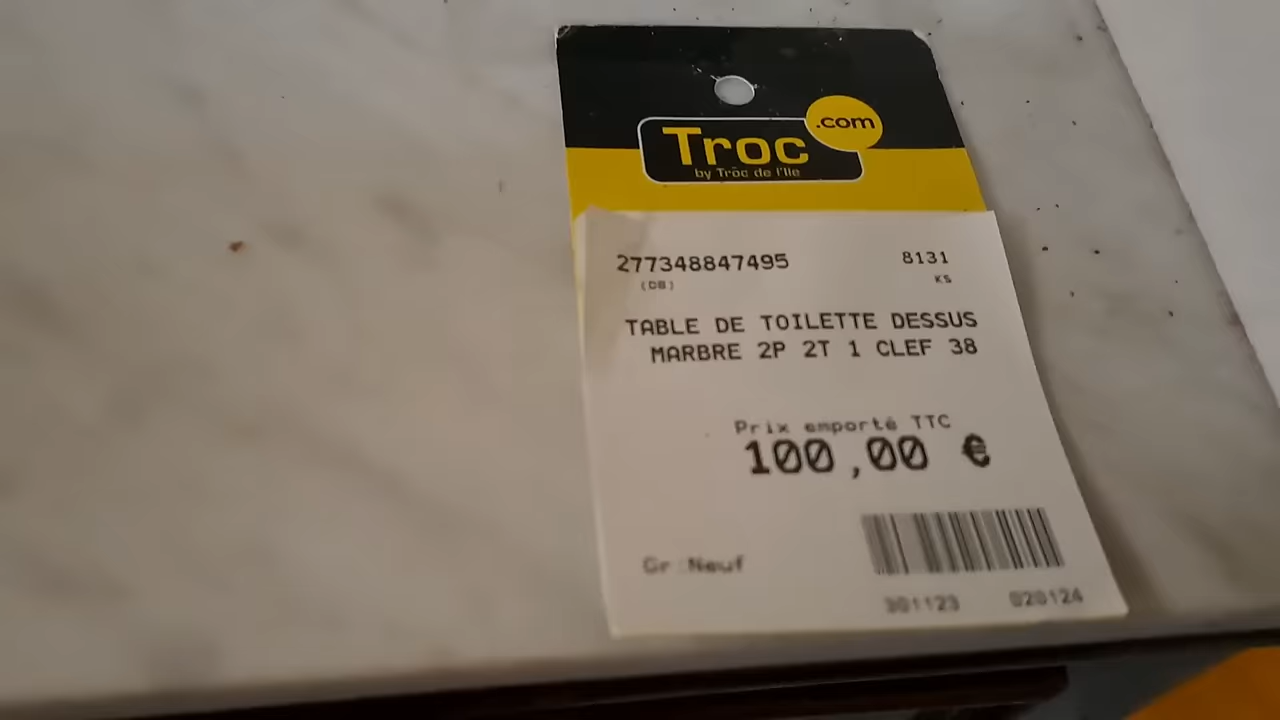 .com
Troc
by Troc de l'Ile
277348847495 8131
(DB) KS
TABLE DE TOILETTE DESSUS
MARBRE 2P 2T 1 CLEF 38
Prix emporté TTC
100,00 €
Gr Neuf
301123 020124